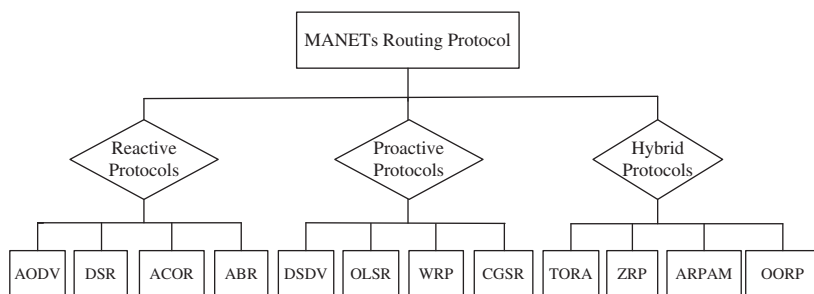 MANETs Routing Protocol
Reactive
Protocols
Proactive
Protocols
Hybrid
Protocols
AODV
DSR
ACOR
ABR
DSDV
OLSR
WRP
CGSR
TORA
ZRP
ARPAM
OORP